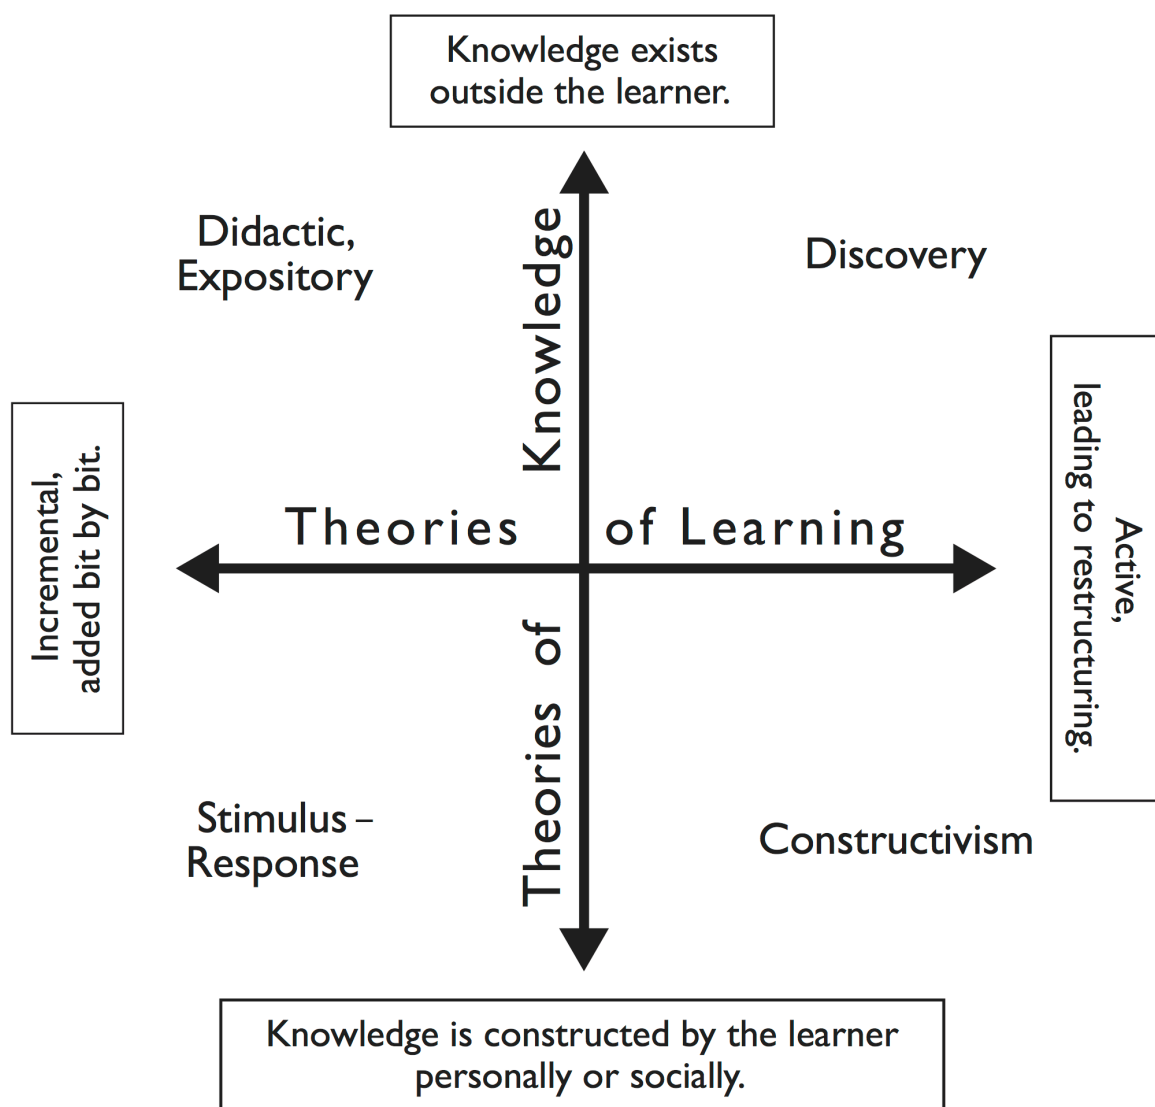 Knowledge exists
outside the learner.
Didactic,
Expository
Discovery
Theories of Knowledge
Incremental,
added bit by bit.
Theories of Learning
Active,
leading to restructuring.
Stimulus –
Response
Constructivism
Knowledge is constructed by the learner
personally or socially.